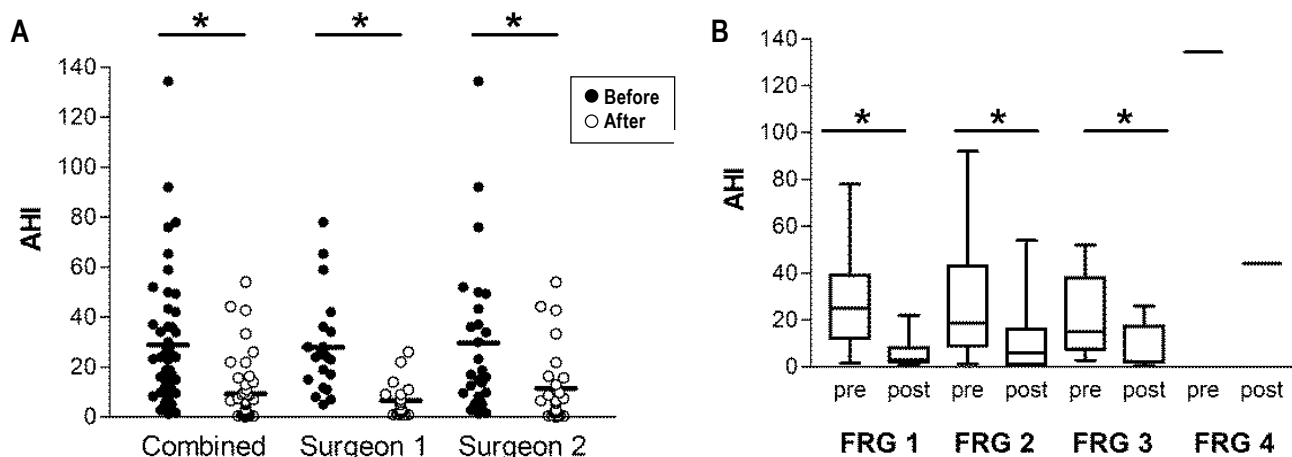 A
* * *
AHI
140
120
100
80
60
40
20
0
Before
After
Combined Surgeon 1 Surgeon 2
B
AHI
140
120
100
80
60
40
20
0
* * *
pre post pre post pre post pre post
FRG 1 FRG 2 FRG 3 FRG 4